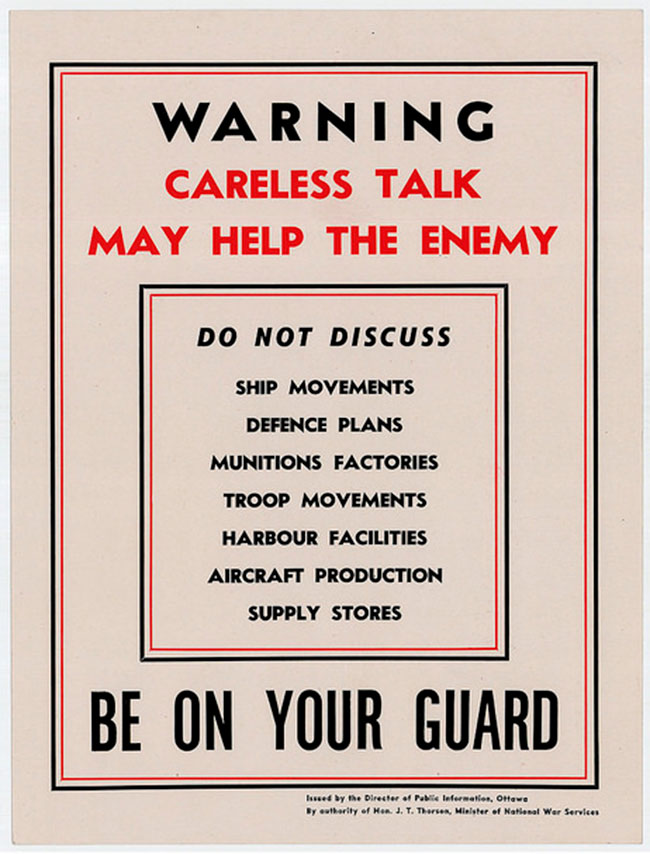 WARNING
CARELESS TALK
MAY HELP THE ENEMY
DO NOT DISCUSS
SHIP MOVEMENTS
DEFENCE PLANS
MUNITIONS FACTORIES
TROOP MOVEMENTS
HARBOUR FACILITIES
AIRCRAFT PRODUCTION
SUPPLY STORES
BE ON YOUR GUARD
Issued by the Director of Public Information, Ottawa
By authority of Hon. J. T. Thorson, Minister of National War Services